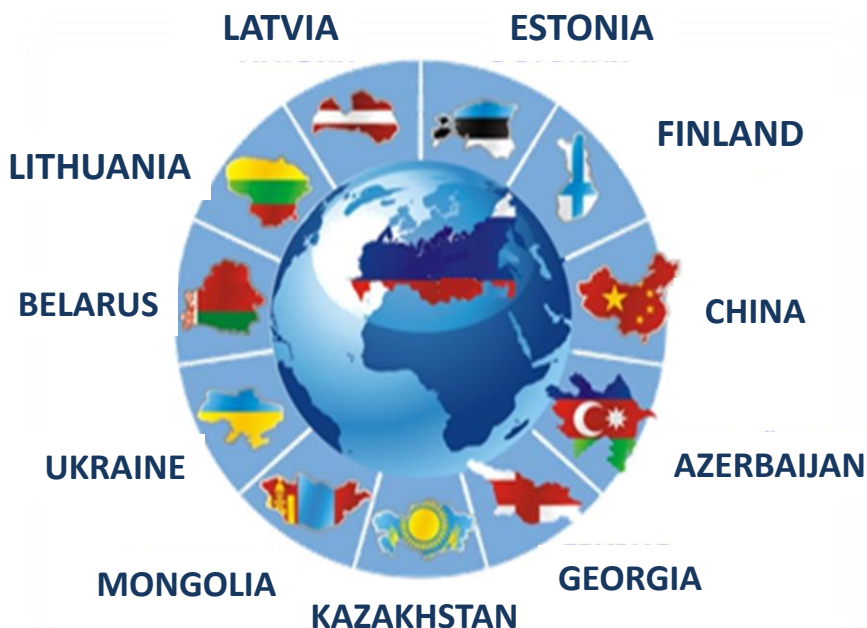 LATVIA
ESTONIA
FINLAND
LITHUANIA
BELARUS
CHINA
UKRAINE
AZERBAIJAN
MONGOLIA
GEORGIA
KAZAKHSTAN